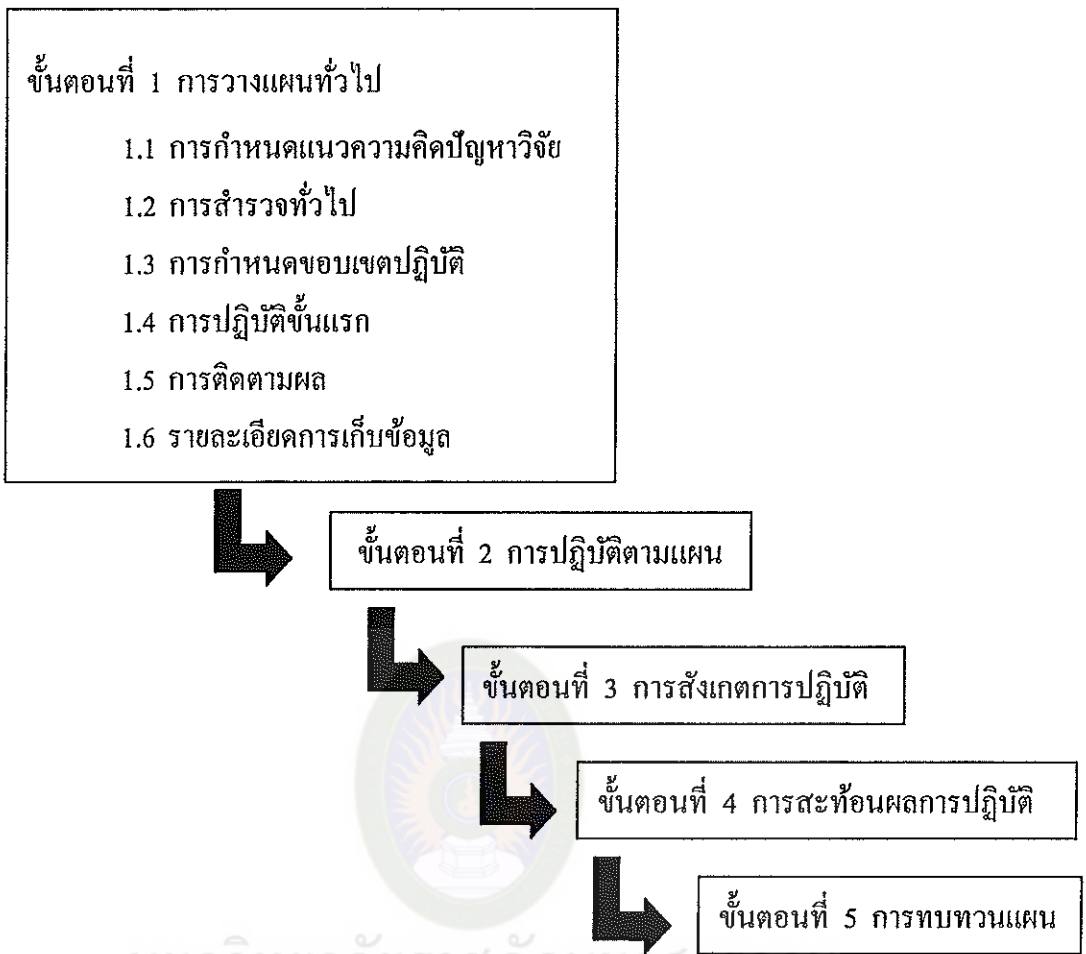 ขั้นตอนที่ 1 การวางแผนทั่วไป
1.1 การกำหนดแนวความคิดปัญหาวิจัย
1.2 การสำรวจทั่วไป
1.3 การกำหนดขอบเขตปฏิบัติ
1.4 การปฏิบัติขั้นแรก
1.5 การติดตามผล
1.6 รายละเอียดการเก็บข้อมูล
ขั้นตอนที่ 2 การปฏิบัติตามแผน
ขั้นตอนที่ 3 การสังเกตการปฏิบัติ
ขั้นตอนที่ 4 การสะท้อนผลการปฏิบัติ
ขั้นตอนที่ 5 การทบทวนแผน